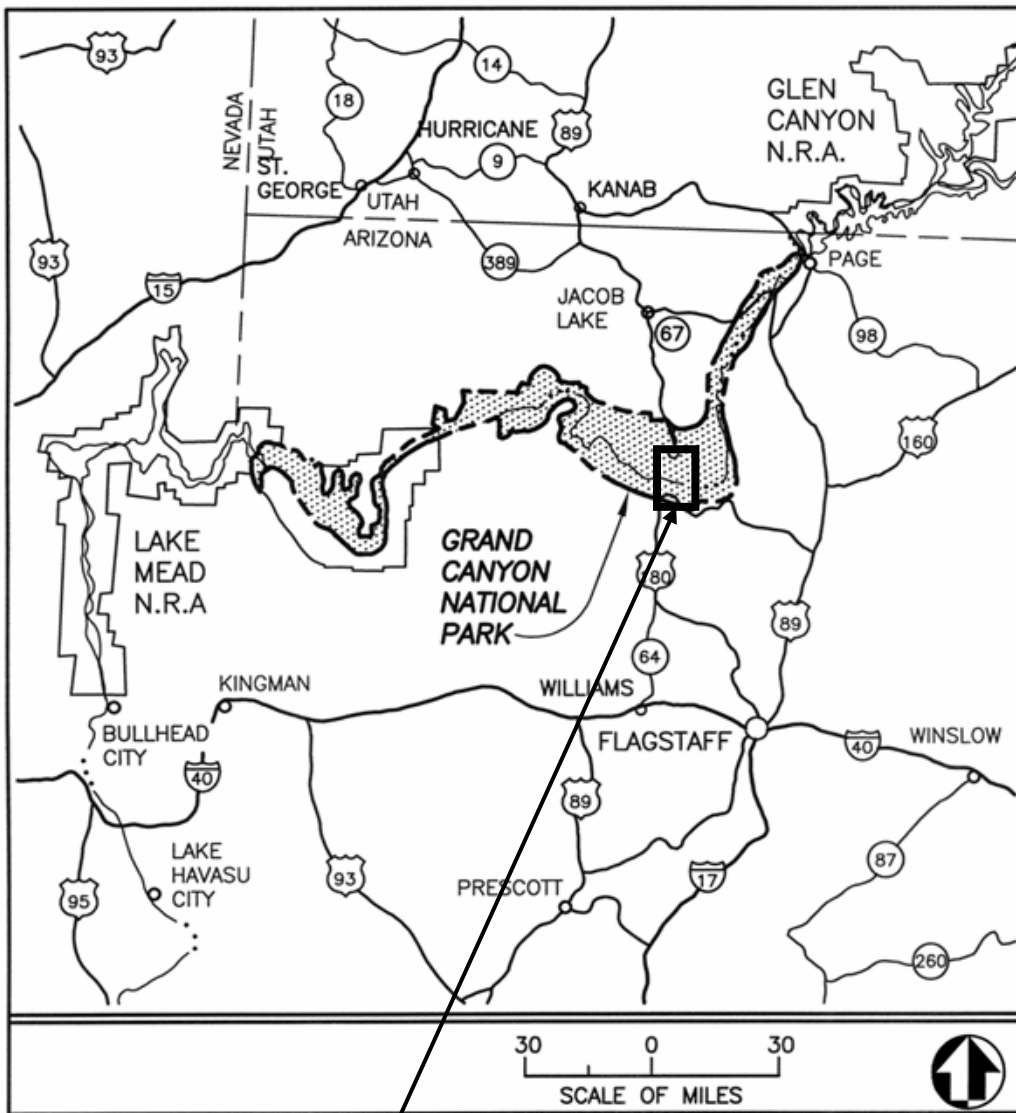 93
14
18
GLEN
CANYON
N.R.A.
NEVADA
UTAH
HURRICANE
89
9
ST.
GEORGE
UTAH
KANAB
ARIZONA
93
389
PAGE
15
JACOB
LAKE
67
98
160
LAKE
MEAD
N.R.A
GRAND
CANYON
NATIONAL
PARK
180
89
64
KINGMAN
WILLIAMS
BULLHEAD
CITY
FLAGSTAFF
WINSLOW
40
40
89
LAKE
HAVASU
CITY
87
95
93
PRESCOTT
17
260
30 0 30
SCALE OF MILES